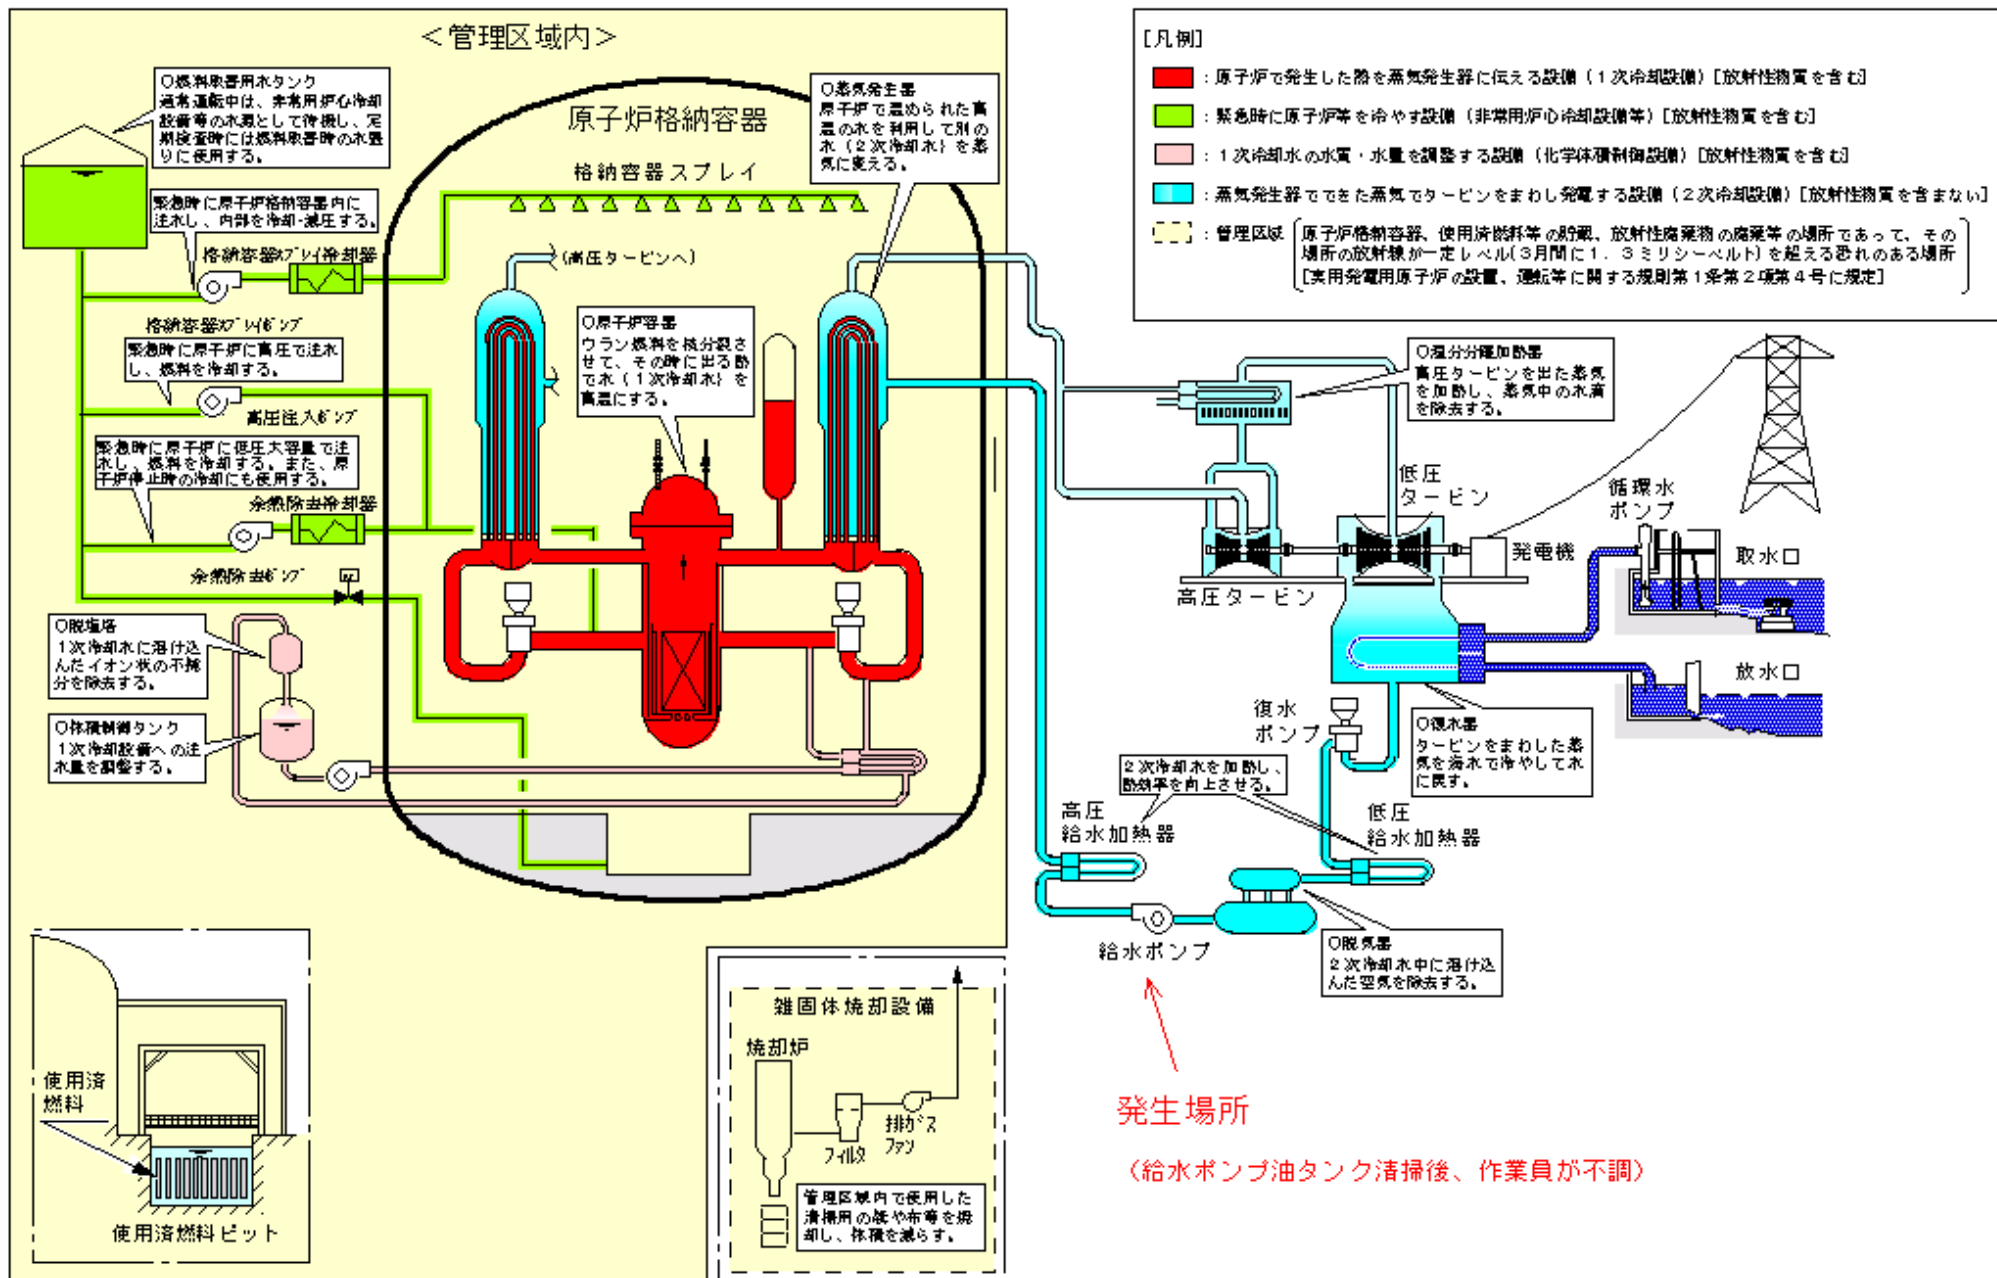 ＜管理区域内＞
○燃料取替用水タンク
通常運転中は、非常用炉心冷却
設備等の水源として待機し、定
期検査時には燃料取替時の水張
りに使用する。
緊急時に原子炉格納容器内に
注水し、内部を冷却・減圧する。
格納容器ｽﾌﾟﾚｲ冷却器
格納容器ｽﾌﾟﾚｲﾎﾟﾝﾌﾟ
緊急時に原子炉に高圧で注水
し、燃料を冷却する。
高圧注入ﾎﾟﾝﾌﾟ
緊急時に原子炉に低圧大容量で注
水し、燃料を冷却する。また、原
子炉停止時の冷却にも使用する。
余熱除去冷却器
余熱除去ﾎﾟﾝﾌﾟ
○脱塩塔
１次冷却水に溶け込
んだイオン状の不純
分を除去する。
○体積制御タンク
１次冷却設備への注
水量を調整する。
原子炉格納容器
格納容器スプレイ
(高圧タービンへ)
○蒸気発生器
原子炉で温められた高
温の水を利用して別の
水（２次冷却水）を蒸
気に変える。
○原子炉容器
ウラン燃料を核分裂さ
せて、その時に出る熱
で水（１次冷却水）を
高温にする。
[凡例]
：原子炉で発生した熱を蒸気発生器に伝える設備（１次冷却設備）[放射性物質を含む]
：緊急時に原子炉等を冷やす設備（非常用炉心冷却設備等）[放射性物質を含む]
：１次冷却水の水質・水量を調整する設備（化学体積制御設備）[放射性物質を含む]
：蒸気発生器でできた蒸気でタービンをまわし発電する設備（２次冷却設備）[放射性物質を含まない]
：管理区域
原子炉格納容器、使用済燃料等の貯蔵、放射性廃棄物の廃棄等の場所であって、その
場所の放射線が一定レベル(３月間に１．３ミリシーベルト)を超える恐れのある場所
[実用発電用原子炉の設置、運転等に関する規則第１条第２項第４号に規定]
○湿分分離加熱器
高圧タービンを出た蒸気
を加熱し、蒸気中の水滴
を除去する。
低圧
タービン
高圧タービン
発電機
循環水
ポンプ
取水口
放水口
復水
ポンプ
○復水器
タービンをまわした蒸
気を海水で冷やして水
に戻す。
２次冷却水を加熱し、
熱効率を向上させる。
高圧
給水加熱器
低圧
給水加熱器
給水ポンプ
○脱気器
２次冷却水中に溶け込
んだ空気を除去する。
発生場所
（給水ポンプ油タンク清掃後、作業員が不調）
使用済
燃料
使用済燃料ピット
雑固体焼却設備
焼却炉
フィルタ
排ガス
ファン
管理区域内で使用した
清掃用の紙や布等を焼
却し、体積を減らす。